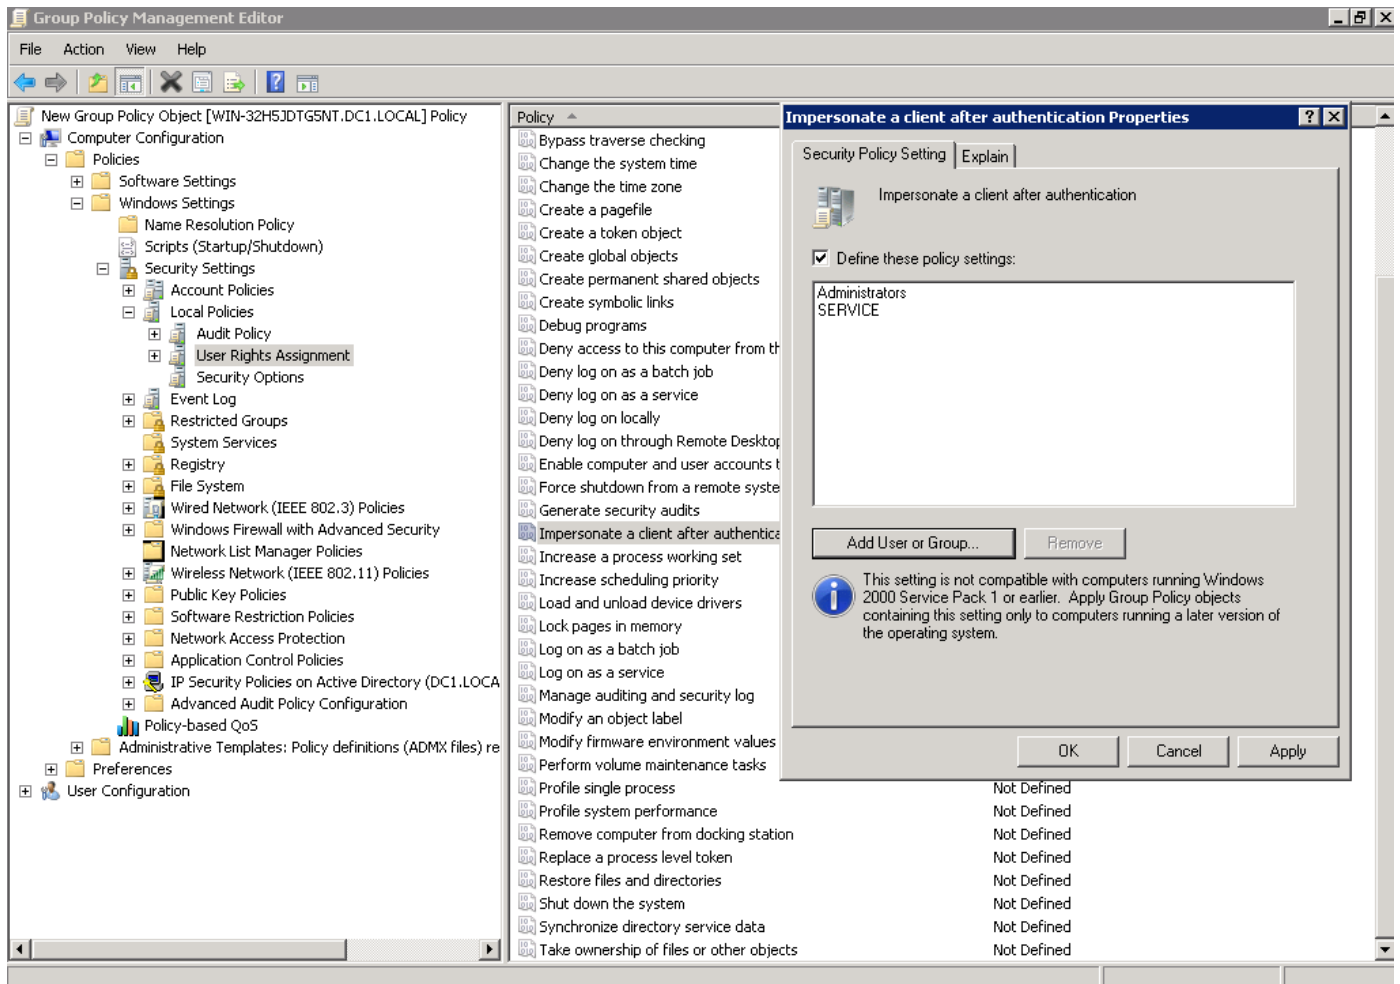 Group Policy Management Editor
File Action View Help
New Group Policy Object [WIN-32H5JDTG5NT.DC1.LOCAL] Policy
Computer Configuration
Policies
Software Settings
Windows Settings
Name Resolution Policy
Scripts (Startup/Shutdown)
Security Settings
Account Policies
Local Policies
Audit Policy
User Rights Assignment
Security Options
Event Log
Restricted Groups
System Services
Registry
File System
Wired Network (IEEE 802.3) Policies
Windows Firewall with Advanced Security
Network List Manager Policies
Wireless Network (IEEE 802.11) Policies
Public Key Policies
Software Restriction Policies
Network Access Protection
Application Control Policies
IP Security Policies on Active Directory (DC1.LOCA
Advanced Audit Policy Configuration
Policy-based QoS
Administrative Templates: Policy definitions (ADMX files) re
Preferences
User Configuration
Policy
Bypass traverse checking
Change the system time
Change the time zone
Create a pagefile
Create a token object
Create global objects
Create permanent shared objects
Create symbolic links
Debug programs
Deny access to this computer from th
Deny log on as a batch job
Deny log on as a service
Deny log on locally
Deny log on through Remote Desktop
Enable computer and user accounts t
Force shutdown from a remote syste
Generate security audits
Impersonate a client after authentica
Increase a process working set
Increase scheduling priority
Load and unload device drivers
Lock pages in memory
Log on as a batch job
Log on as a service
Manage auditing and security log
Modify an object label
Modify firmware environment values
Perform volume maintenance tasks
Profile single process Not Defined
Profile system performance Not Defined
Remove computer from docking station Not Defined
Replace a process level token Not Defined
Restore files and directories Not Defined
Shut down the system Not Defined
Synchronize directory service data Not Defined
Take ownership of files or other objects Not Defined
Impersonate a client after authentication Properties
Security Policy Setting Explain
Impersonate a client after authentication
Define these policy settings:
Administrators
SERVICE
Add User or Group... Remove
This setting is not compatible with computers running Windows
2000 Service Pack 1 or earlier. Apply Group Policy objects
containing this setting only to computers running a later version of
the operating system.
OK Cancel Apply